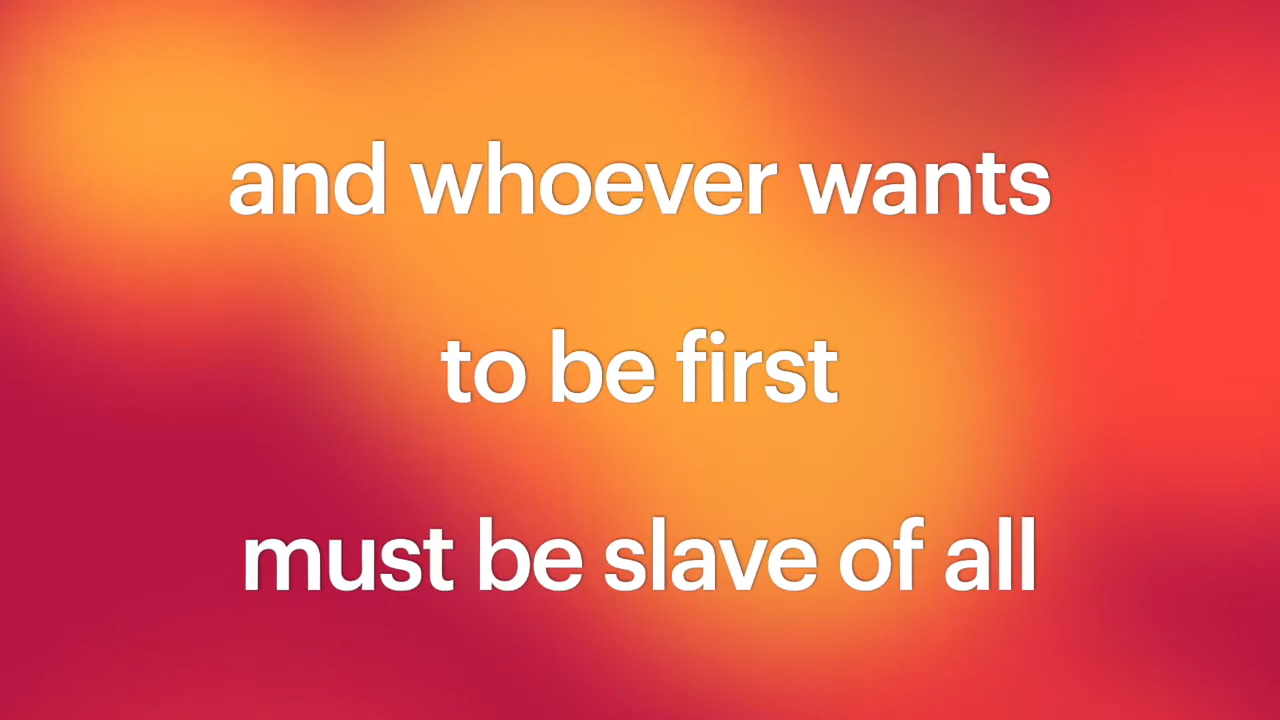 and whoever wants
to be first
must be slave of all